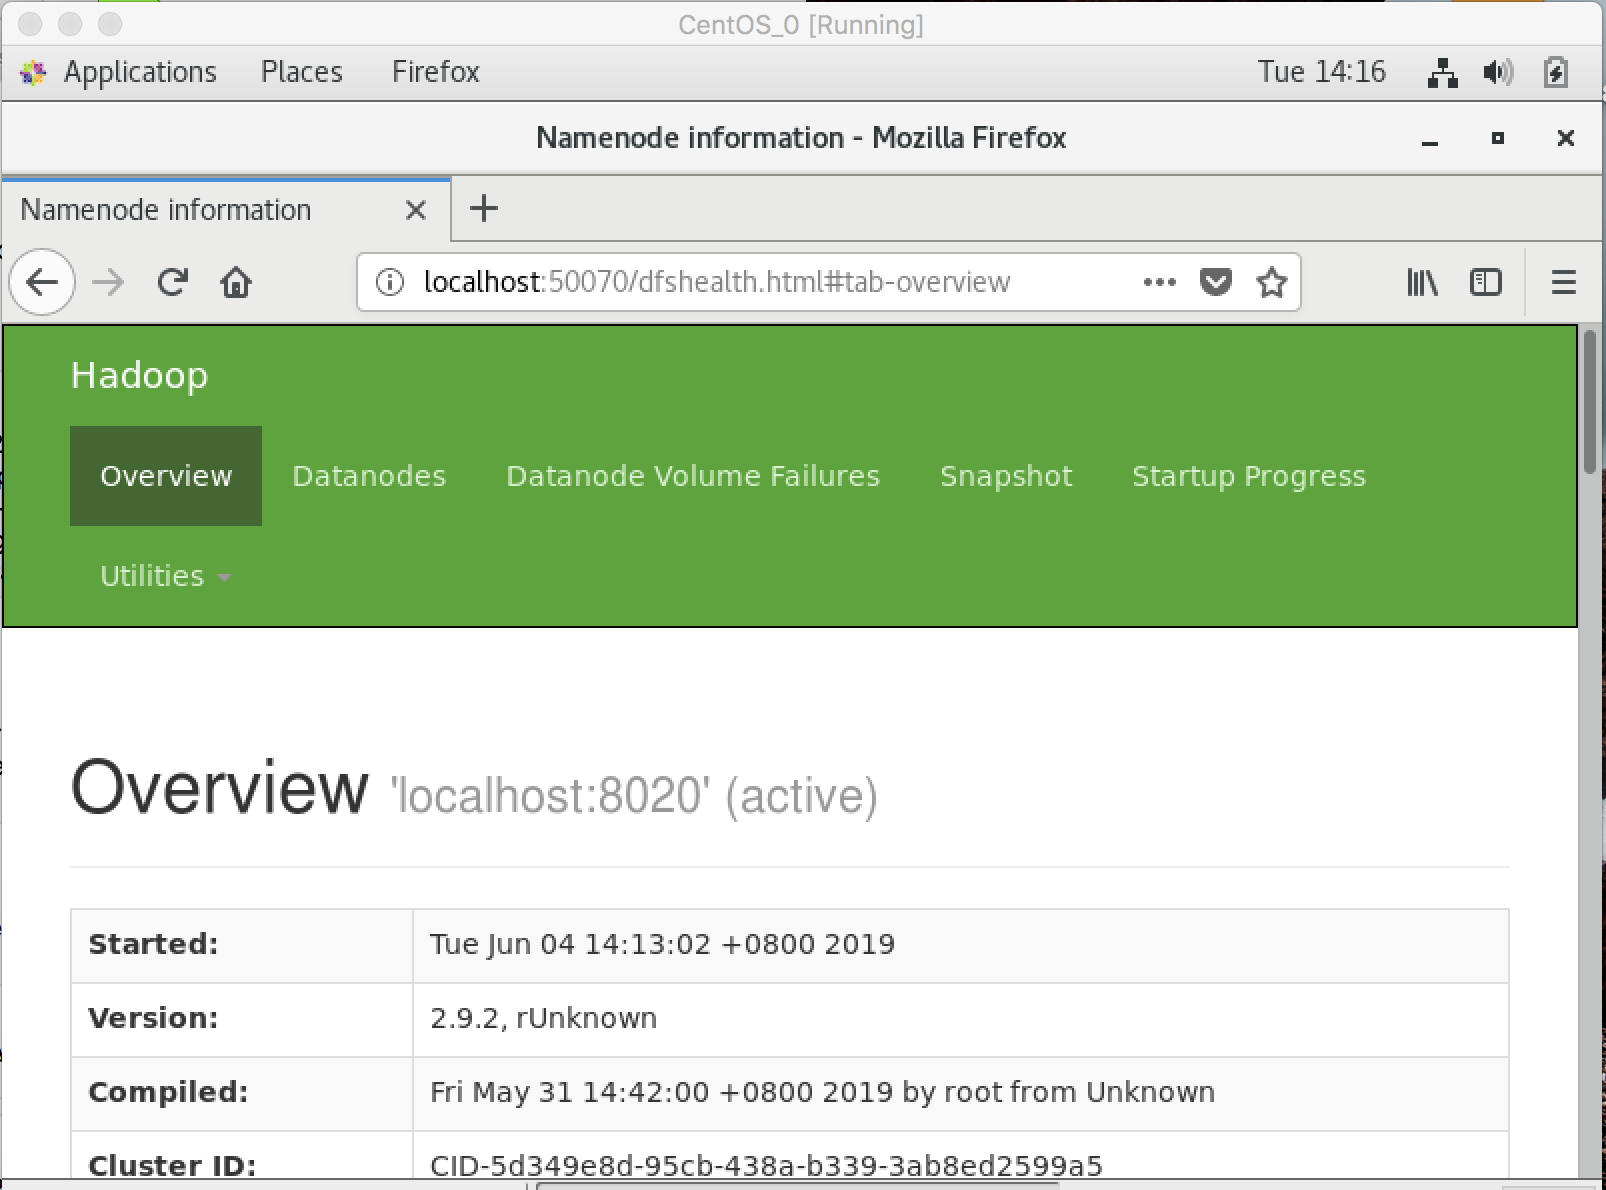 CentOS_0 [Running]
Applications Places Firefox Tue 14:16
Namenode information - Mozilla Firefox
Namenode information
localhost:50070/dfshealth.html#tab-overview
Hadoop
Overview Datanodes Datanode Volume Failures Snapshot Startup Progress
Utilities
Overview 'localhost:8020' (active)
Started: Tue Jun 04 14:13:02 +0800 2019
Version: 2.9.2, rUnknown
Compiled: Fri May 31 14:42:00 +0800 2019 by root from Unknown
Cluster ID: CID-5d349e8d-95cb-438a-b339-3ab8ed2599a5